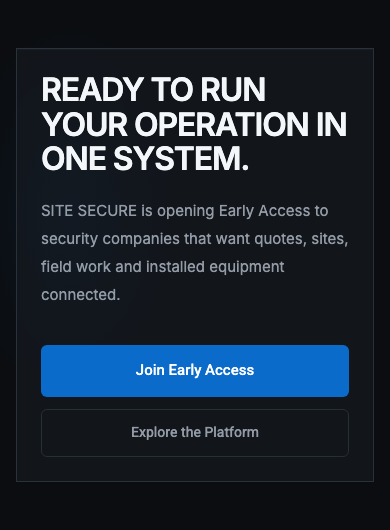 READY TO RUN
YOUR OPERATION IN
ONE SYSTEM.
SITE SECURE is opening Early Access to
security companies that want quotes, sites,
field work and installed equipment
connected.
Join Early Access
Explore the Platform